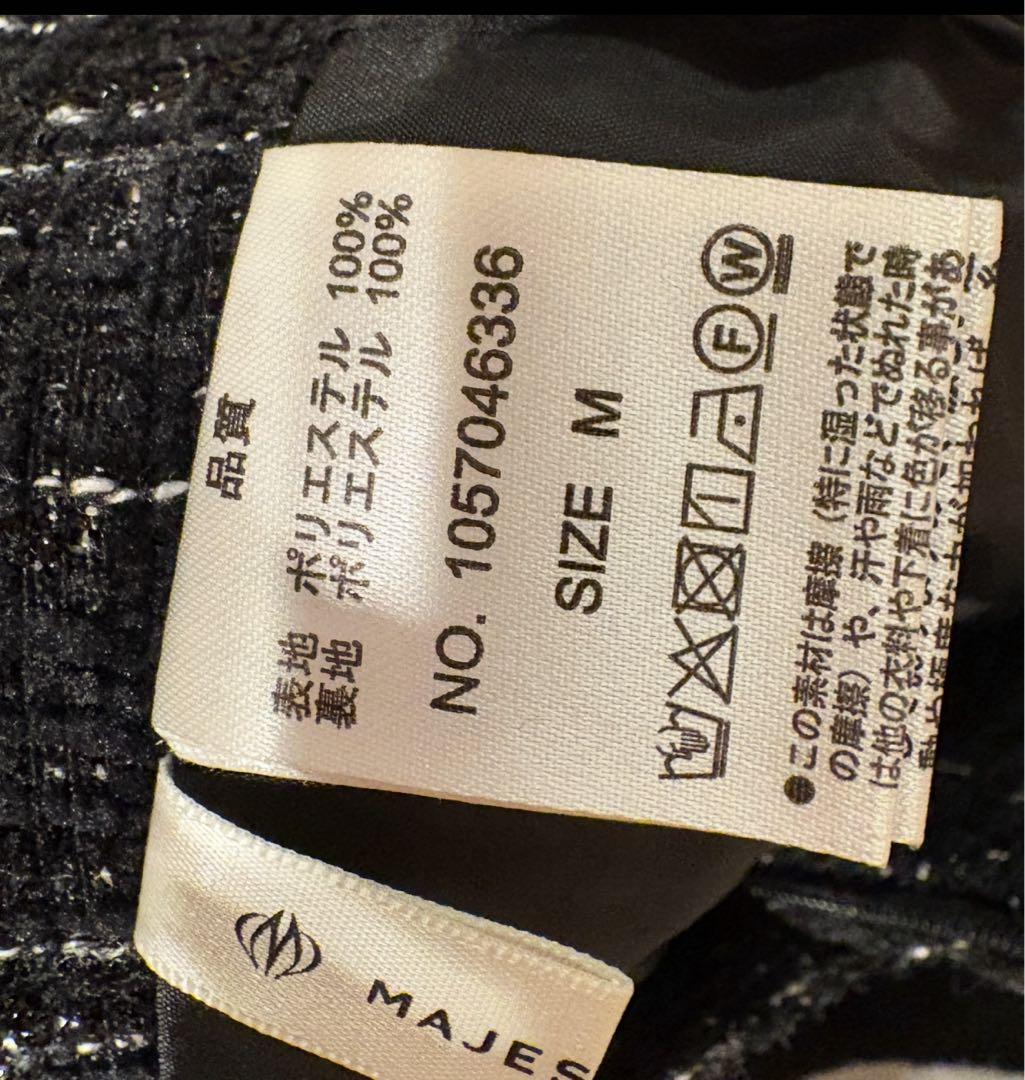 品質
表地 ポリエステル 100%
裏地 ポリエステル 100%
NO. 1057046336
SIZE M
F W
●この素材は摩擦（特に湿った状態で
の摩擦）や、汗や雨などでぬれた時
は他の衣料や下着に色が移る事があ
MAJES